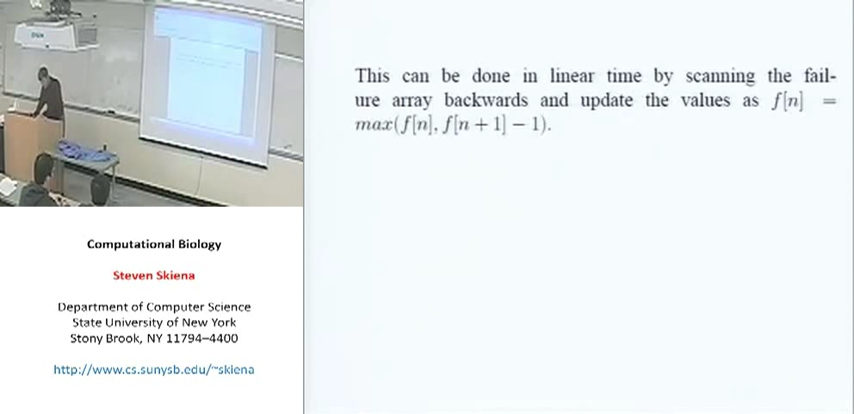 This can be done in linear time by scanning the fail-
ure array backwards and update the values as f[n] =
max(f[n], f[n + 1] − 1).
Computational Biology
Steven Skiena
Department of Computer Science
State University of New York
Stony Brook, NY 11794–4400
http://www.cs.sunysb.edu/~skiena